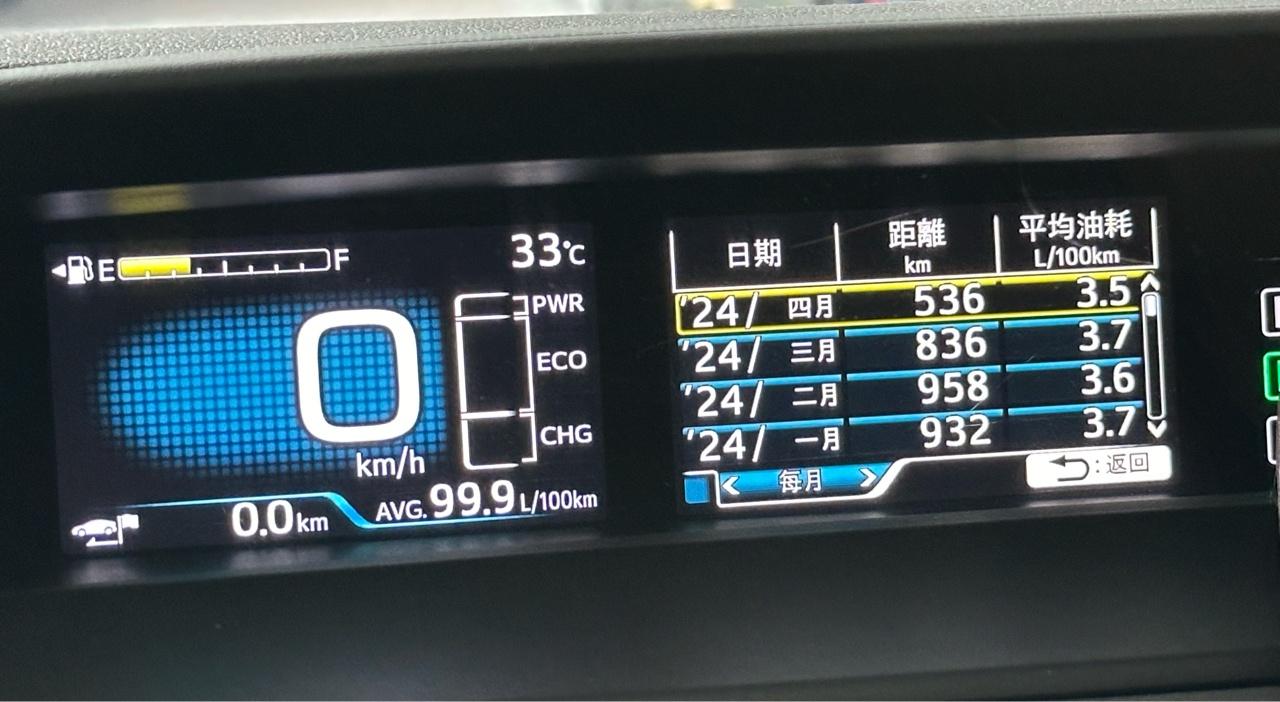 E F 33°C
PWR
0
ECO
CHG
km/h
0.0 km AVG. 99.9 L/100km
日期 距離 km 平均油耗 L/100km
'24/ 四月 536 3.5
'24/ 三月 836 3.7
'24/ 二月 958 3.6
'24/ 一月 932 3.7
每月 :返回